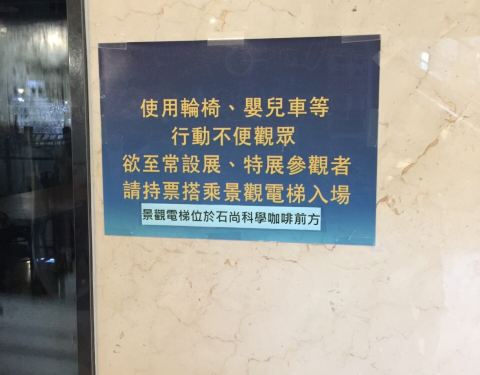 使用輪椅、嬰兒車等
行動不便觀眾
欲至常設展、特展參觀者
請持票搭乘景觀電梯入場
景觀電梯位於石尚科學咖啡前方